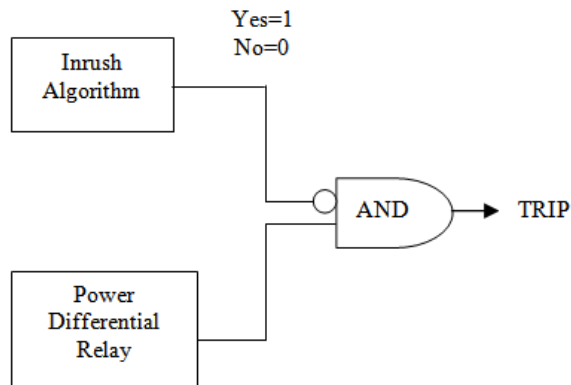 Yes=1
No=0
Inrush
Algorithm
AND
TRIP
Power
Differential
Relay